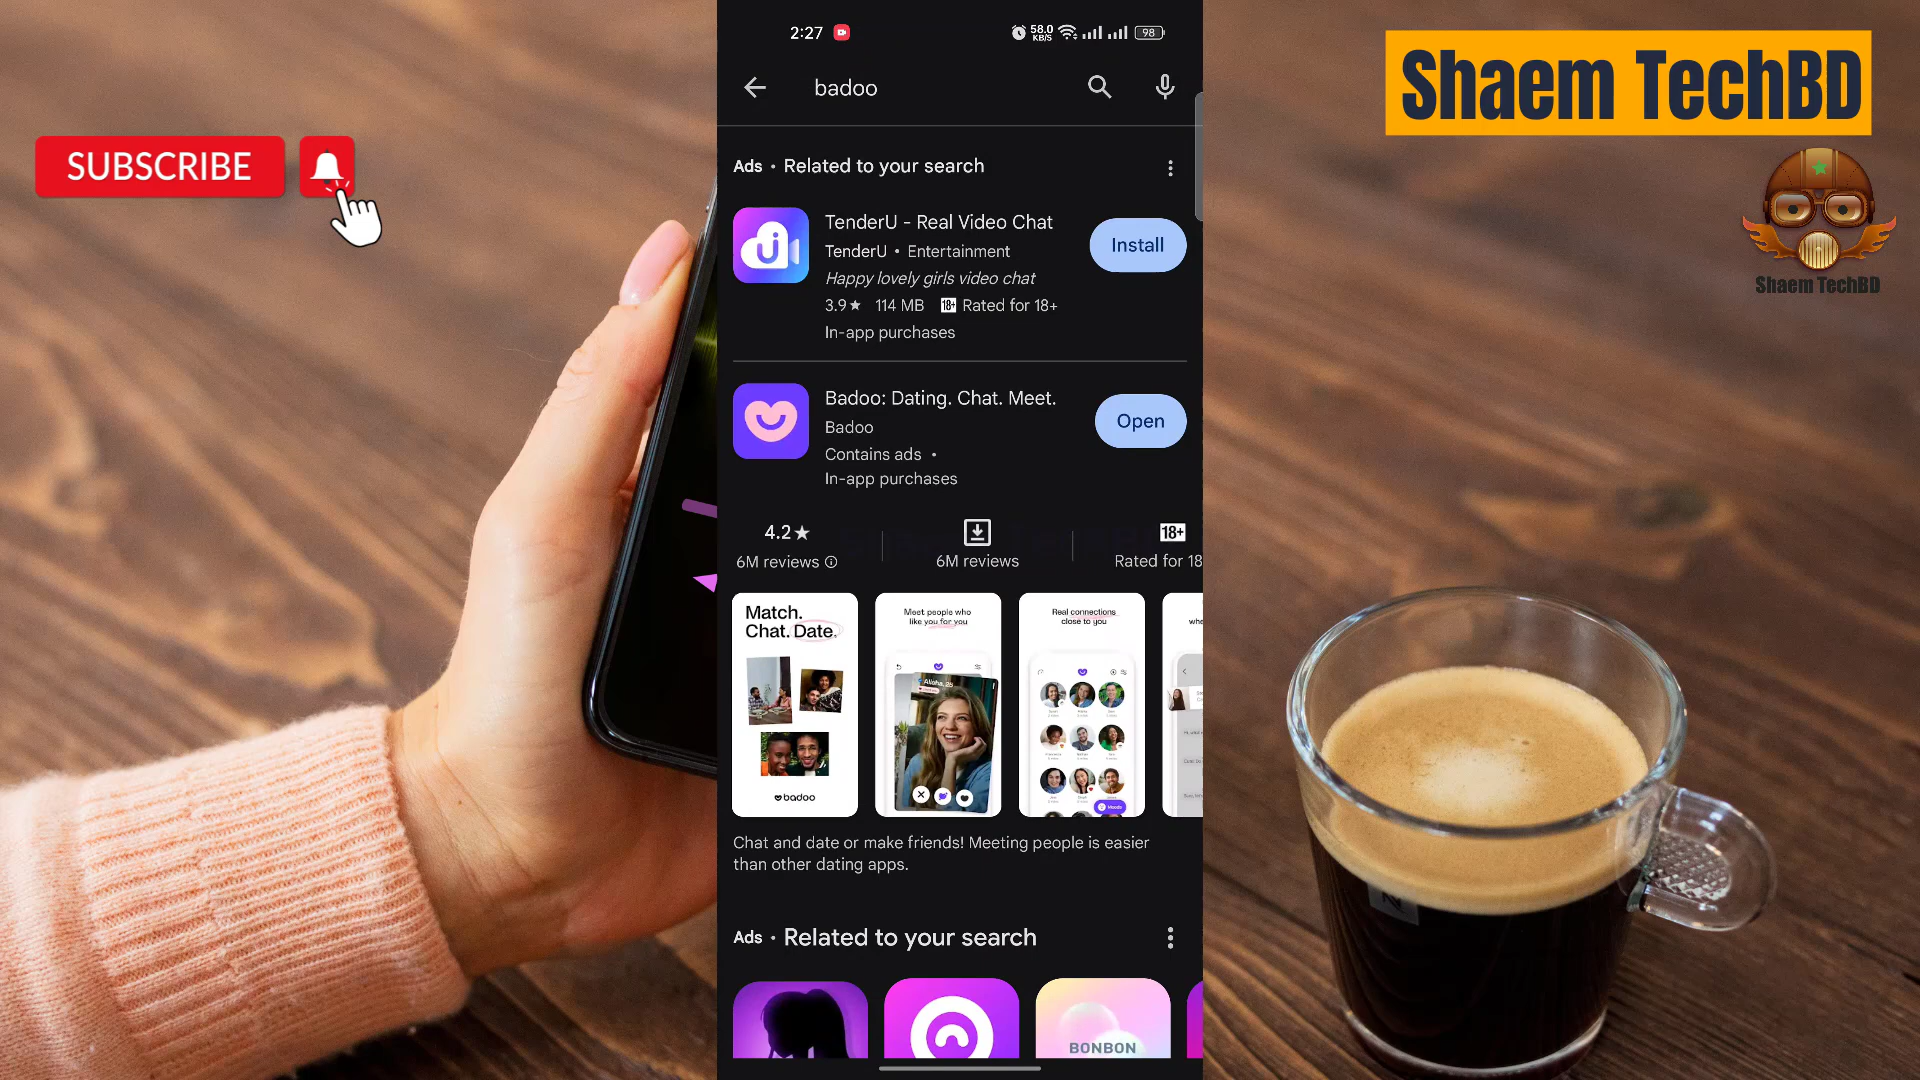 SUBSCRIBE
Shaem TechBD
Shaem TechBD
2:27
58.0
KB/S
98
badoo
Ads • Related to your search
TenderU - Real Video Chat
TenderU • Entertainment
Happy lovely girls video chat
3.9★ 114 MB 18+ Rated for 18+
In-app purchases
Install
Badoo: Dating. Chat. Meet.
Badoo
Contains ads •
In-app purchases
Open
4.2★
6M reviews
6M reviews
18+
Rated for 18
Match.
Chat. Date.
badoo
Meet people who
like you for you
Real connections
close to you
whe
Chat and date or make friends! Meeting people is easier
than other dating apps.
Ads • Related to your search
BONBON
N